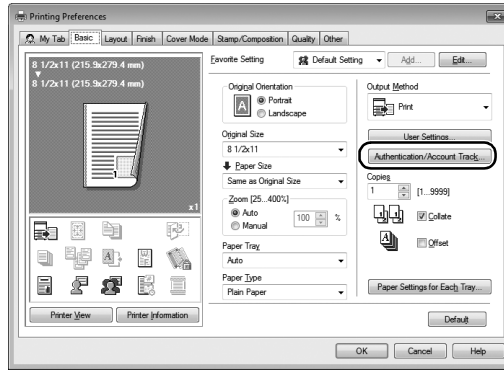 Printing Preferences
My Tab Basic Layout Finish Cover Mode Stamp/Composition Quality Other
8 1/2x11 (215.9x279.4 mm)
8 1/2x11 (215.9x279.4 mm)
1
x1
Printer View Printer Information
Favorite Setting Default Setting Add... Edit...
Original Orientation
A Portrait
Landscape
Original Size
8 1/2x11
Paper Size
Same as Original Size
Zoom [25...400%]
Auto
Manual 100 %
Paper Tray
Auto
Paper Type
Plain Paper
Output Method
Print
User Settings...
Authentication/Account Track...
Copies
1 [1...9999]
Collate
Offset
Paper Settings for Each Tray...
Default
OK Cancel Help